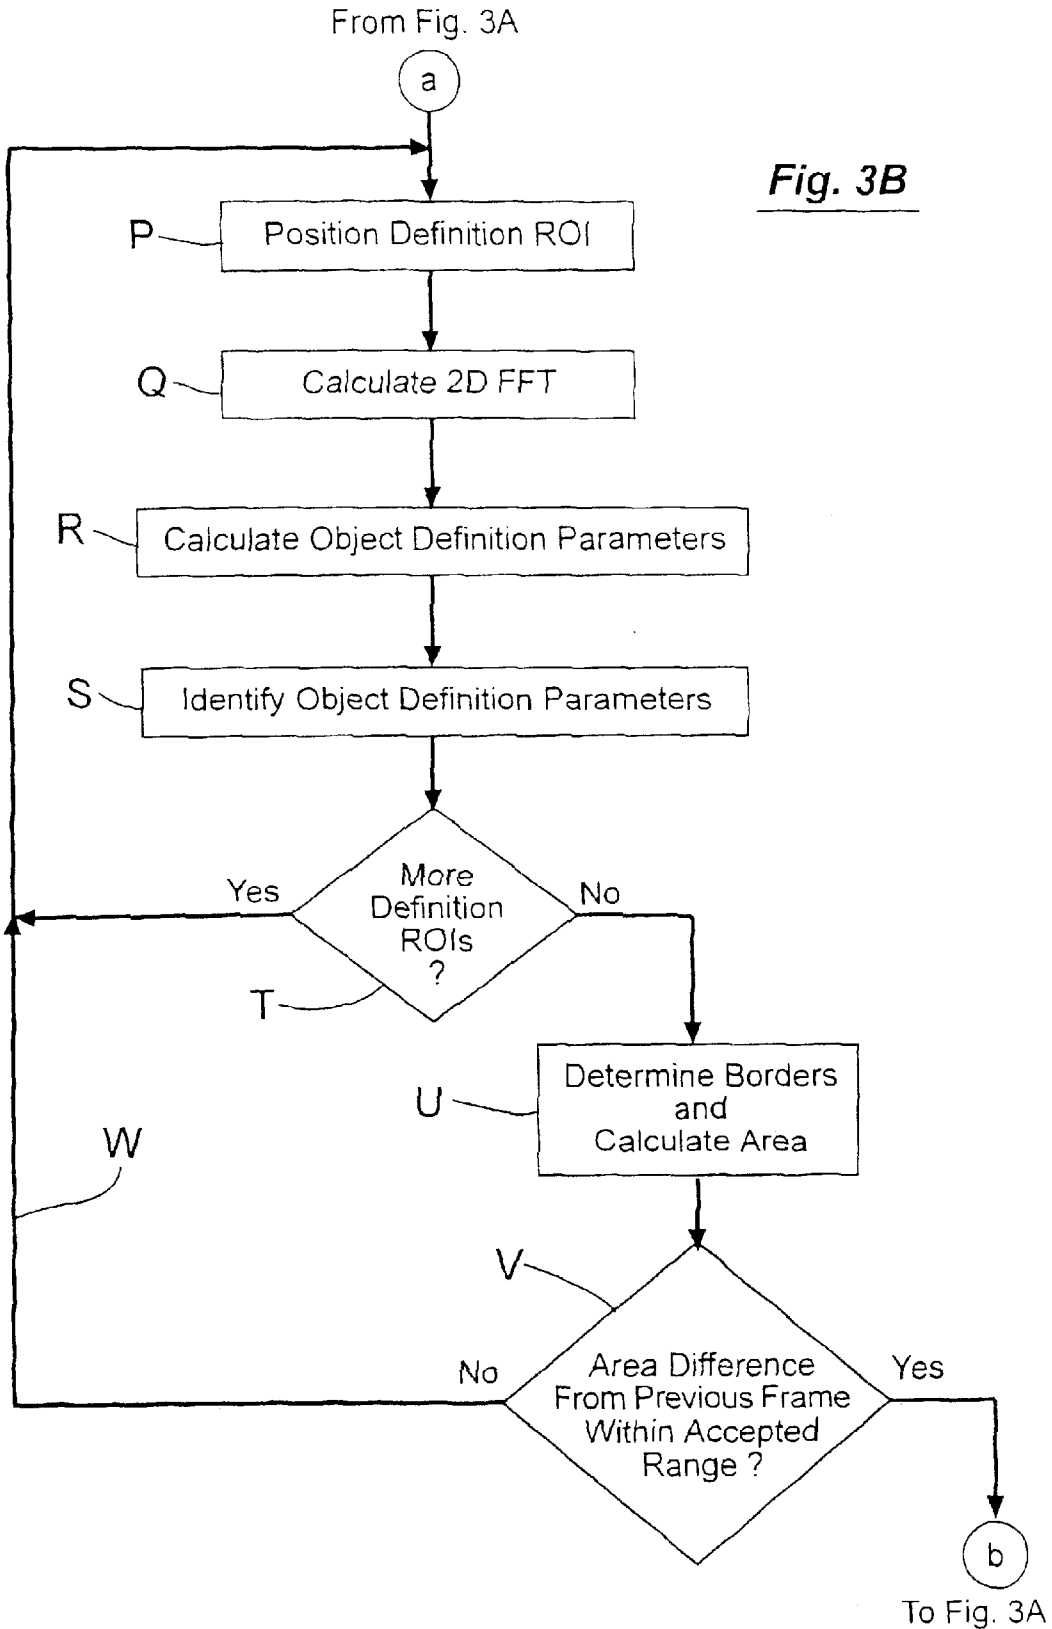 From Fig. 3A
a
Fig. 3B
P
Position Definition ROI
Q
Calculate 2D FFT
R
Calculate Object Definition Parameters
S
Identify Object Definition Parameters
Yes
More
Definition
ROIs
?
No
T
U
Determine Borders
and
Calculate Area
W
V
No
Area Difference
From Previous Frame
Within Accepted
Range ?
Yes
b
To Fig. 3A